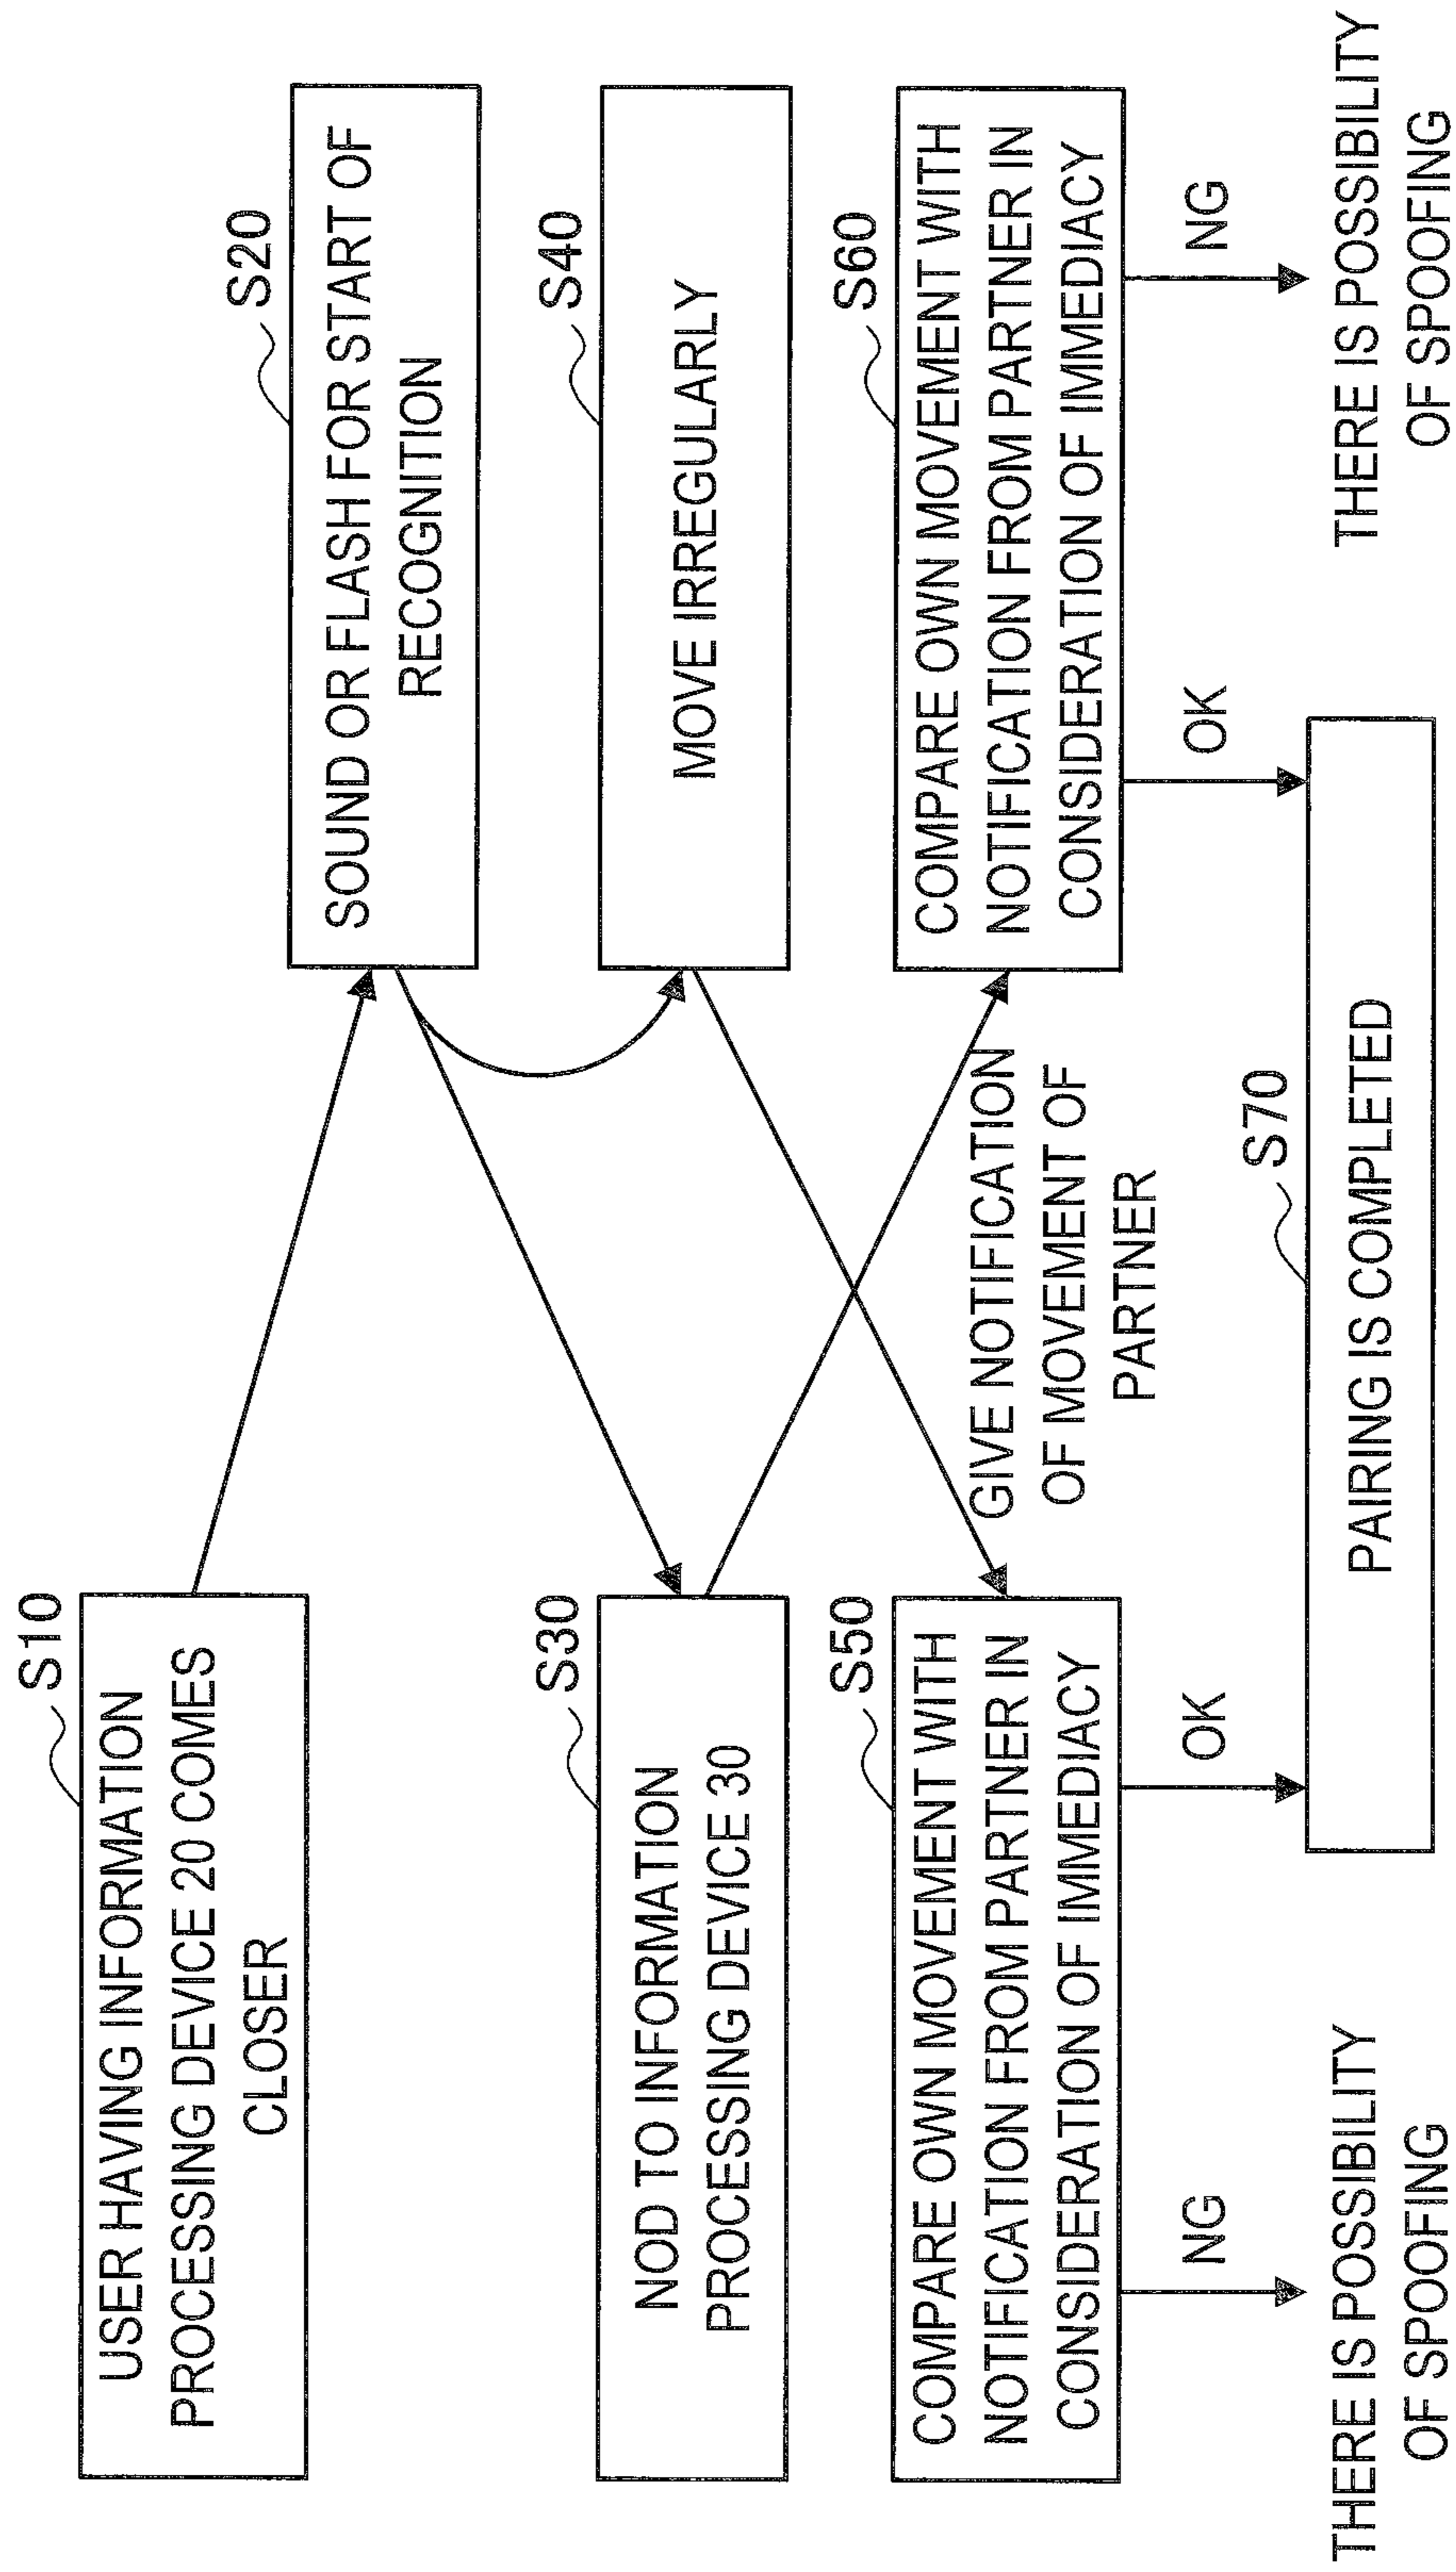 S10
USER HAVING INFORMATION
PROCESSING DEVICE 20 COMES
CLOSER
S20
SOUND OR FLASH FOR START OF
RECOGNITION
S30
NOD TO INFORMATION
PROCESSING DEVICE 30
S40
MOVE IRREGULARLY
S50
COMPARE OWN MOVEMENT WITH
NOTIFICATION FROM PARTNER IN
CONSIDERATION OF IMMEDIACY
GIVE NOTIFICATION
OF MOVEMENT OF
PARTNER
S60
COMPARE OWN MOVEMENT WITH
NOTIFICATION FROM PARTNER IN
CONSIDERATION OF IMMEDIACY
NG
OK
S70
OK
NG
THERE IS POSSIBILITY
OF SPOOFING
PAIRING IS COMPLETED
THERE IS POSSIBILITY
OF SPOOFING